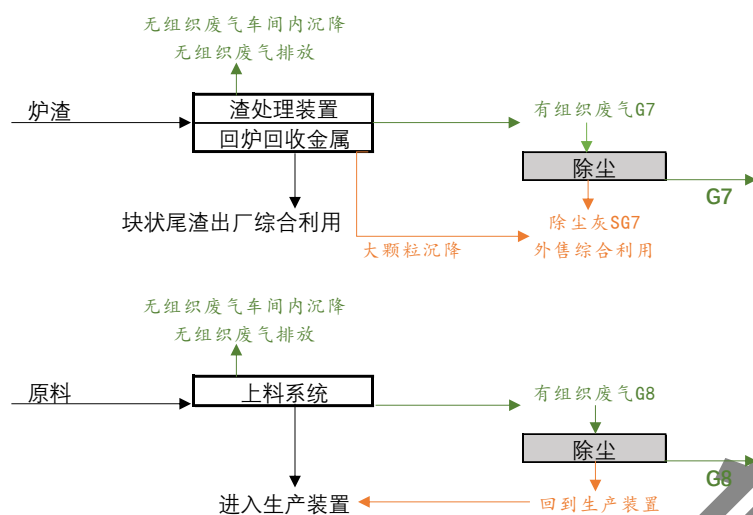 无组织废气车间内沉降
无组织废气排放
炉渣
渣处理装置
回炉回收金属
有组织废气G7
除尘
G7
块状尾渣出厂综合利用
大颗粒沉降
除尘灰SG7
外售综合利用
无组织废气车间内沉降
无组织废气排放
原料
上料系统
有组织废气G8
除尘
G8
进入生产装置
回到生产装置